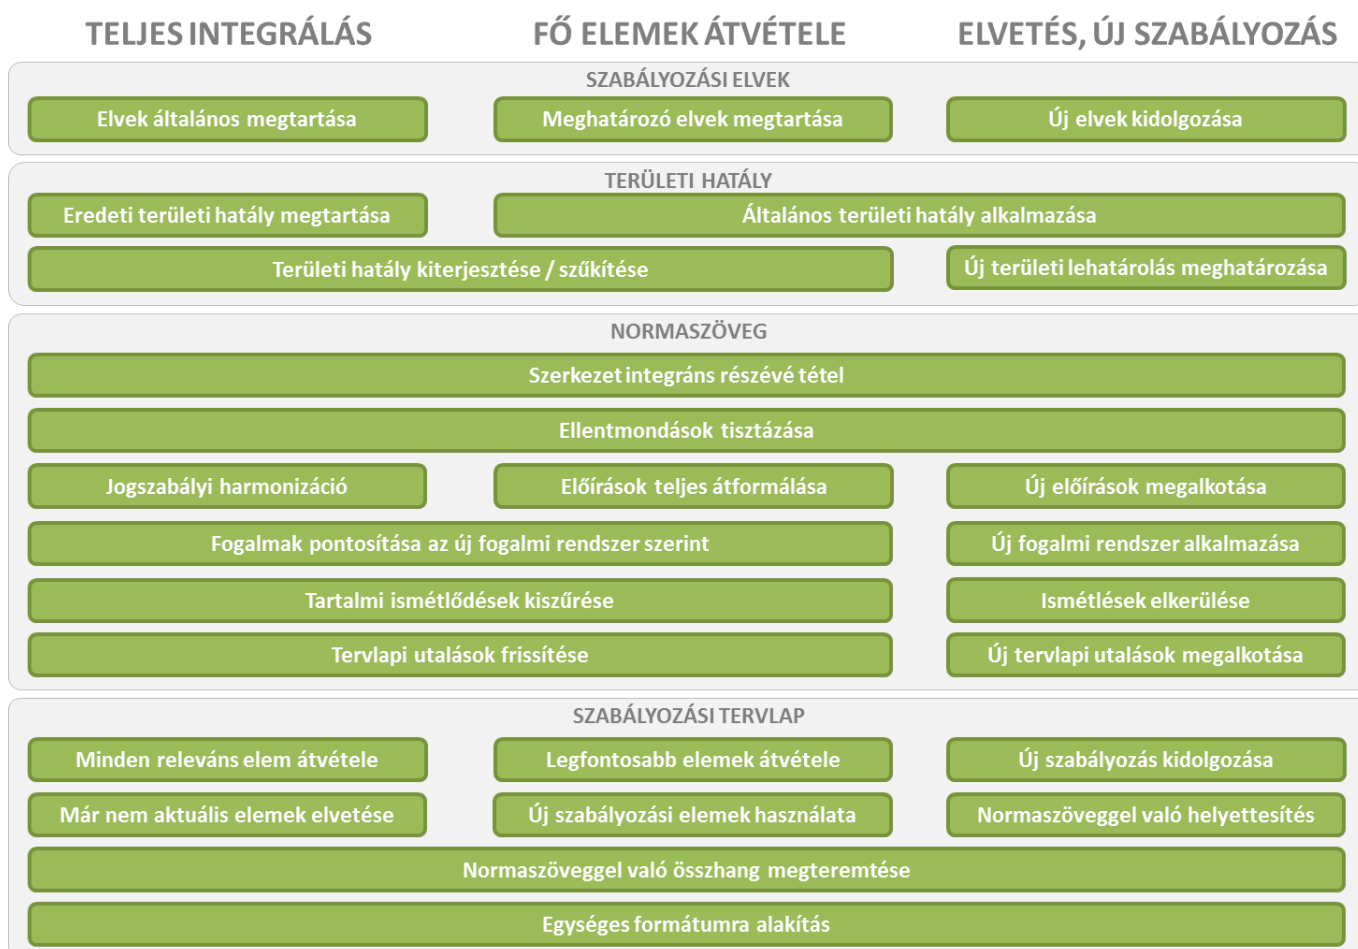 TELJES INTEGRÁLÁS
FŐ ELEMEK ÁTVÉTELE
ELVETÉS, ÚJ SZABÁLYOZÁS
SZABÁLYOZÁSI ELVEK
Elvek általános megtartása
Meghatározó elvek megtartása
Új elvek kidolgozása
TERÜLETI HATÁLY
Eredeti területi hatály megtartása
Általános területi hatály alkalmazása
Területi hatály kiterjesztése / szűkítése
Új területi lehatárolás meghatározása
NORMASZÖVEG
Szerkezet integráns részévé tétel
Ellentmondások tisztázása
Jogszabályi harmonizáció
Előírások teljes átformálása
Új előírások megalkotása
Fogalmak pontosítása az új fogalmi rendszer szerint
Új fogalmi rendszer alkalmazása
Tartalmi ismétlődések kiszűrése
Ismétlések elkerülése
Tervlapi utalások frissítése
Új tervlapi utalások megalkotása
SZABÁLYOZÁSI TERVLAP
Minden releváns elem átvétele
Legfontosabb elemek átvétele
Új szabályozás kidolgozása
Már nem aktuális elemek elvetése
Új szabályozási elemek használata
Normaszöveggel való helyettesítés
Normaszöveggel való összhang megteremtése
Egységes formátumra alakítás